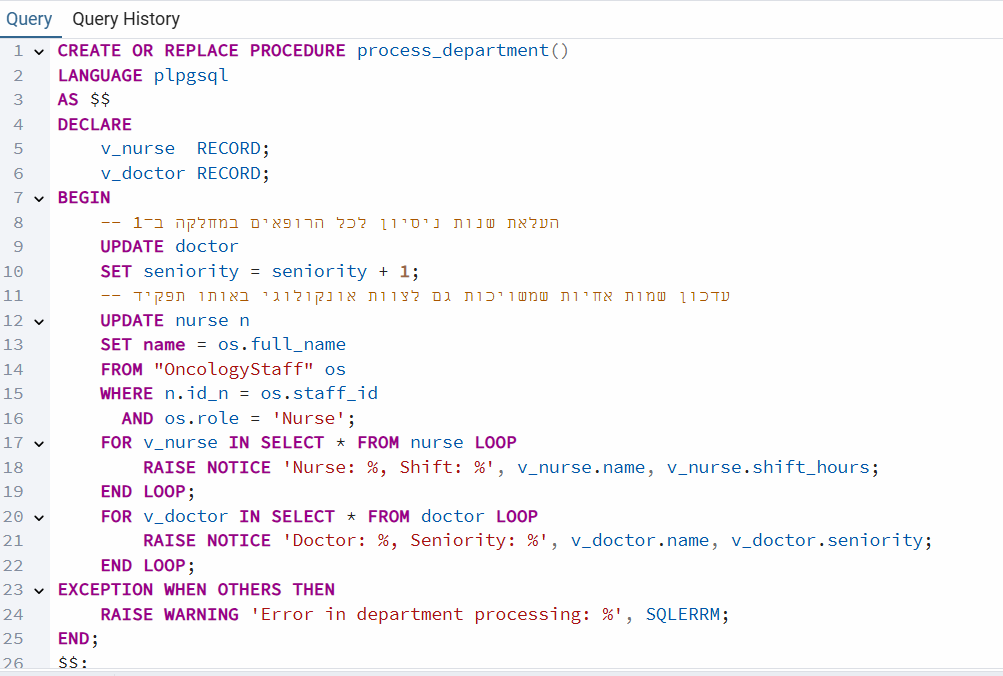 Query Query History
1 CREATE OR REPLACE PROCEDURE process_department()
2 LANGUAGE plpgsql
3 AS $$
4 DECLARE
5 v_nurse  RECORD;
6 v_doctor RECORD;
7 BEGIN
8 -- העלאת שנות ניסיון לכל הרופאים במחלקה ב־1
9 UPDATE doctor
10 SET seniority = seniority + 1;
11 -- עדכון שמות אחיות שמשויכות גם לצוות אונקולוגי באותו תפקיד
12 UPDATE nurse n
13 SET name = os.full_name
14 FROM "OncologyStaff" os
15 WHERE n.id_n = os.staff_id
16 AND os.role = 'Nurse';
17 FOR v_nurse IN SELECT * FROM nurse LOOP
18 RAISE NOTICE 'Nurse: %, Shift: %', v_nurse.name, v_nurse.shift_hours;
19 END LOOP;
20 FOR v_doctor IN SELECT * FROM doctor LOOP
21 RAISE NOTICE 'Doctor: %, Seniority: %', v_doctor.name, v_doctor.seniority;
22 END LOOP;
23 EXCEPTION WHEN OTHERS THEN
24 RAISE WARNING 'Error in department processing: %', SQLERRM;
25 END;
26 $$;